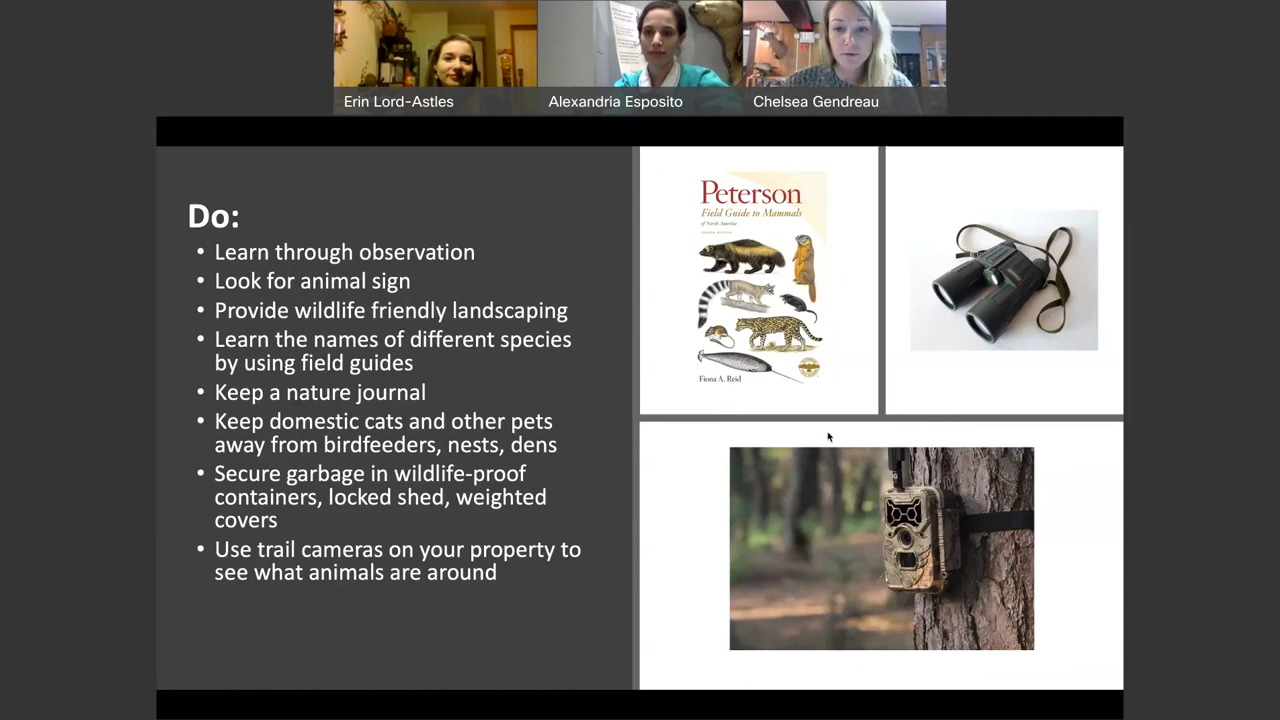 Erin Lord-Astles
Alexandria Esposito
Chelsea Gendreau
Do:
• Learn through observation
• Look for animal sign
• Provide wildlife friendly landscaping
• Learn the names of different species
by using field guides
• Keep a nature journal
• Keep domestic cats and other pets
away from birdfeeders, nests, dens
• Secure garbage in wildlife-proof
containers, locked shed, weighted
covers
• Use trail cameras on your property to
see what animals are around
Peterson
Field Guide to Mammals
of North America
FOURTH EDITION
Fiona A. Reid